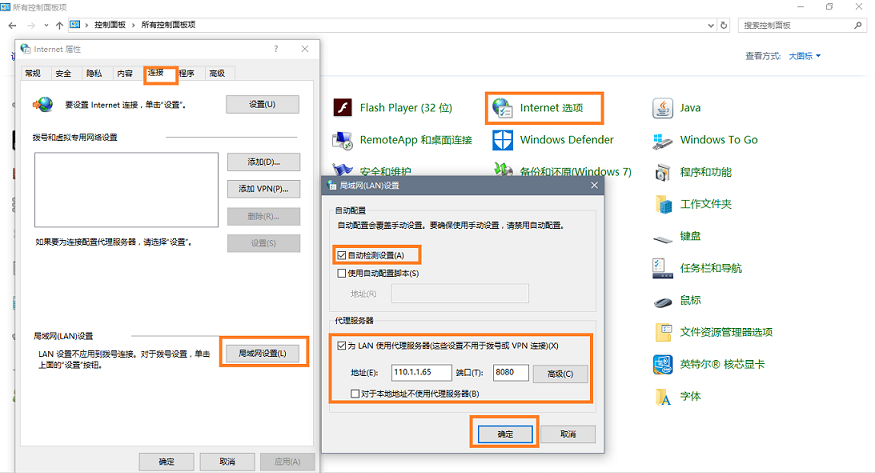 所有控制面板项
控制面板 › 所有控制面板项
搜索控制面板
查看方式: 大图标
Internet 属性
?
常规 安全 隐私 内容 连接 程序 高级
要设置 Internet 连接，单击“设置”。
设置(U)
拨号和虚拟专用网络设置
添加(D)...
添加 VPN(P)...
删除(R)...
如果要为连接配置代理服务器，请选择“设置”。
设置(S)
局域网(LAN)设置
LAN 设置不应用到拨号连接。对于拨号设置，单击
上面的“设置”按钮。
局域网设置(L)
确定 取消 应用(A)
Flash Player (32 位)
Internet 选项
Java
RemoteApp 和桌面连接
Windows Defender
Windows To Go
安全和维护
备份和还原(Windows 7)
程序和功能
工作文件夹
键盘
任务栏和导航
鼠标
文件资源管理器选项
英特尔® 核芯显卡
字体
局域网(LAN)设置
自动配置
自动配置会覆盖手动设置。要确保使用手动设置，请禁用自动配置。
自动检测设置(A)
使用自动配置脚本(S)
地址(R)
代理服务器
为 LAN 使用代理服务器(这些设置不用于拨号或 VPN 连接)(X)
地址(E): 110.1.1.65 端口(T): 8080 高级(C)
对于本地地址不使用代理服务器(B)
确定 取消